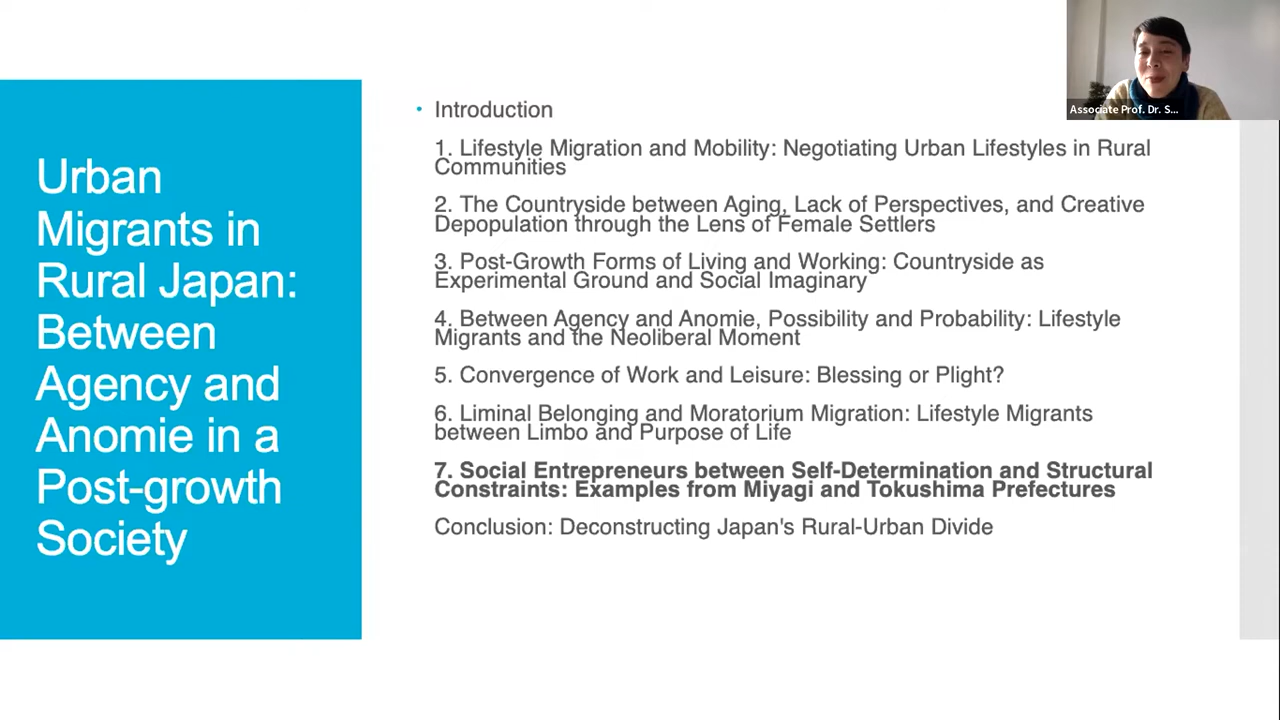 Associate Prof. Dr. S...
Urban
Migrants in
Rural Japan:
Between
Agency and
Anomie in a
Post-growth
Society
• Introduction
1. Lifestyle Migration and Mobility: Negotiating Urban Lifestyles in Rural
Communities
2. The Countryside between Aging, Lack of Perspectives, and Creative
Depopulation through the Lens of Female Settlers
3. Post-Growth Forms of Living and Working: Countryside as
Experimental Ground and Social Imaginary
4. Between Agency and Anomie, Possibility and Probability: Lifestyle
Migrants and the Neoliberal Moment
5. Convergence of Work and Leisure: Blessing or Plight?
6. Liminal Belonging and Moratorium Migration: Lifestyle Migrants
between Limbo and Purpose of Life
7. Social Entrepreneurs between Self-Determination and Structural
Constraints: Examples from Miyagi and Tokushima Prefectures
Conclusion: Deconstructing Japan's Rural-Urban Divide